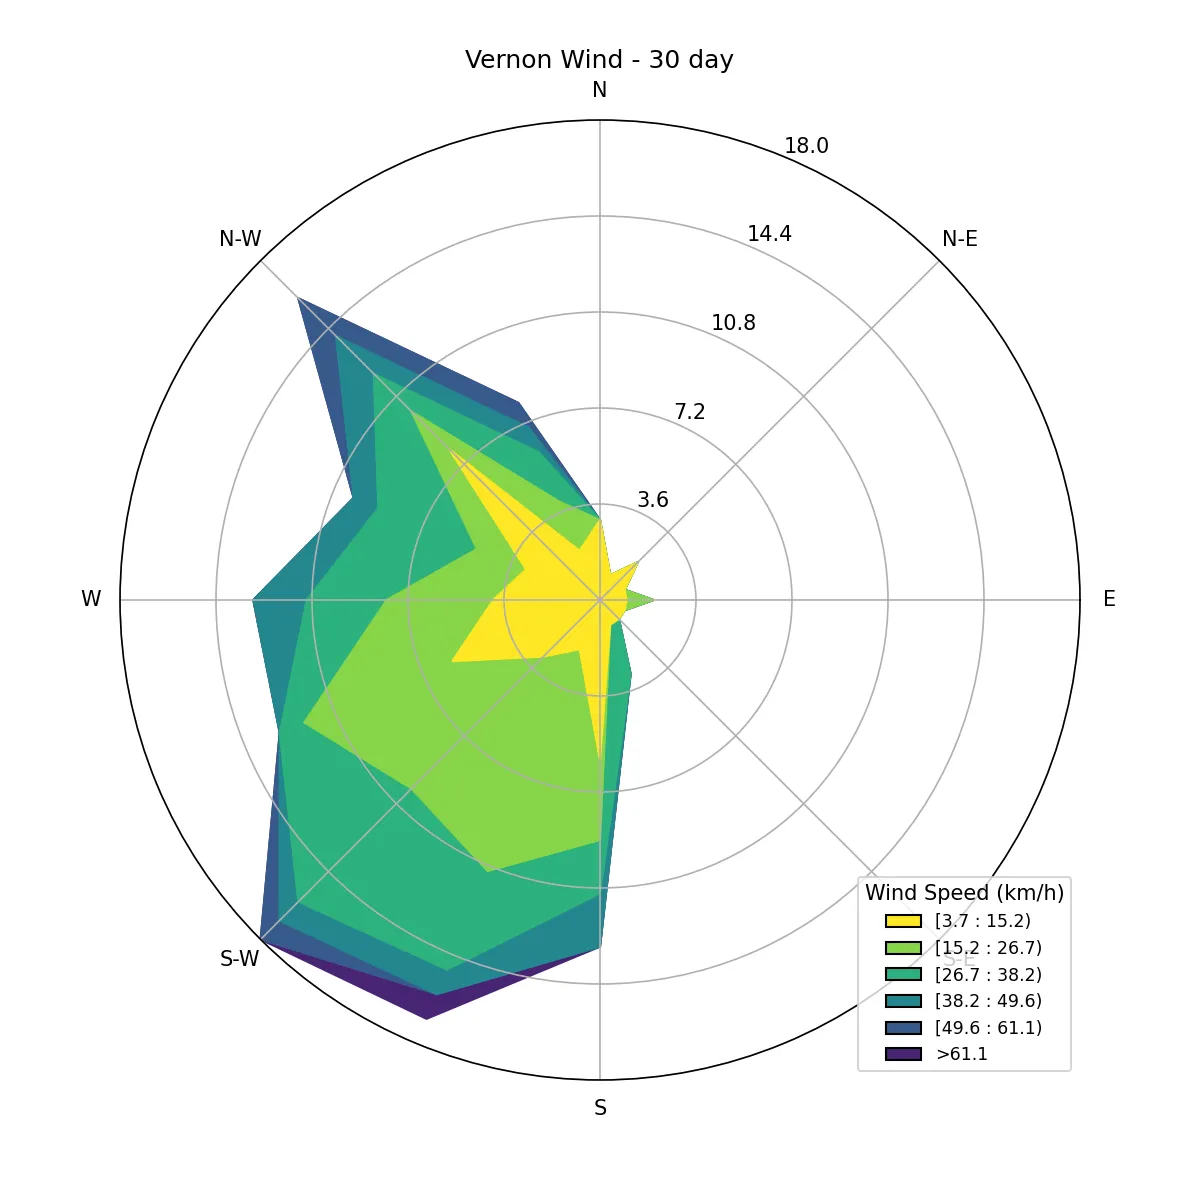 Vernon Wind - 30 day
N
18.0
N-W
14.4
N-E
10.8
7.2
3.6
W
E
S-W
S-E
Wind Speed (km/h)
[3.7 : 15.2)
[15.2 : 26.7)
[26.7 : 38.2)
[38.2 : 49.6)
[49.6 : 61.1)
>61.1
S